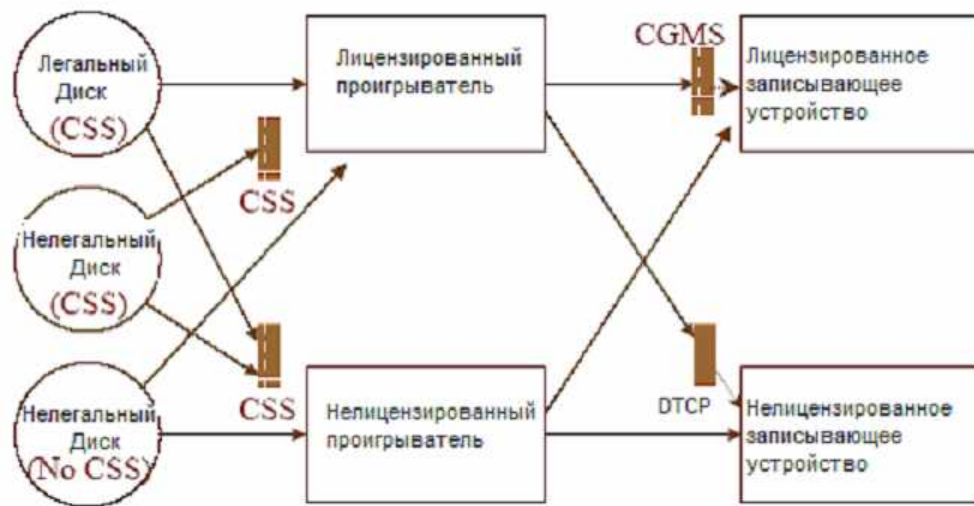 Легальный
Диск
(CSS)
Нелегальный
Диск
(CSS)
Нелегальный
Диск
(No CSS)
CSS
CSS
Лицензированный
проигрыватель
Нелицензированный
проигрыватель
CGMS
DTCP
Лицензированное
записывающее
устройство
Нелицензированное
записывающее
устройство